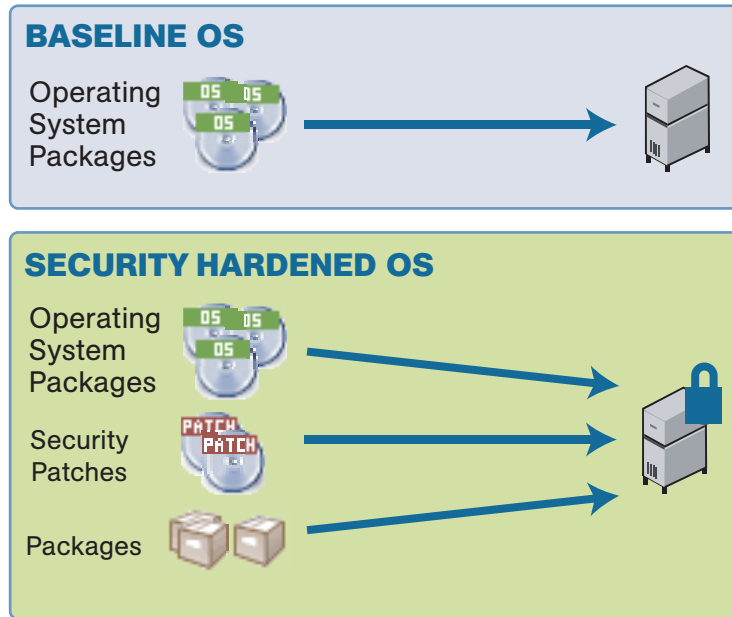 BASELINE OS
Operating
System
Packages
OS OS
OS
SECURITY HARDENED OS
Operating
System
Packages
OS OS
OS
Security
Patches
PATCH
PATCH
Packages